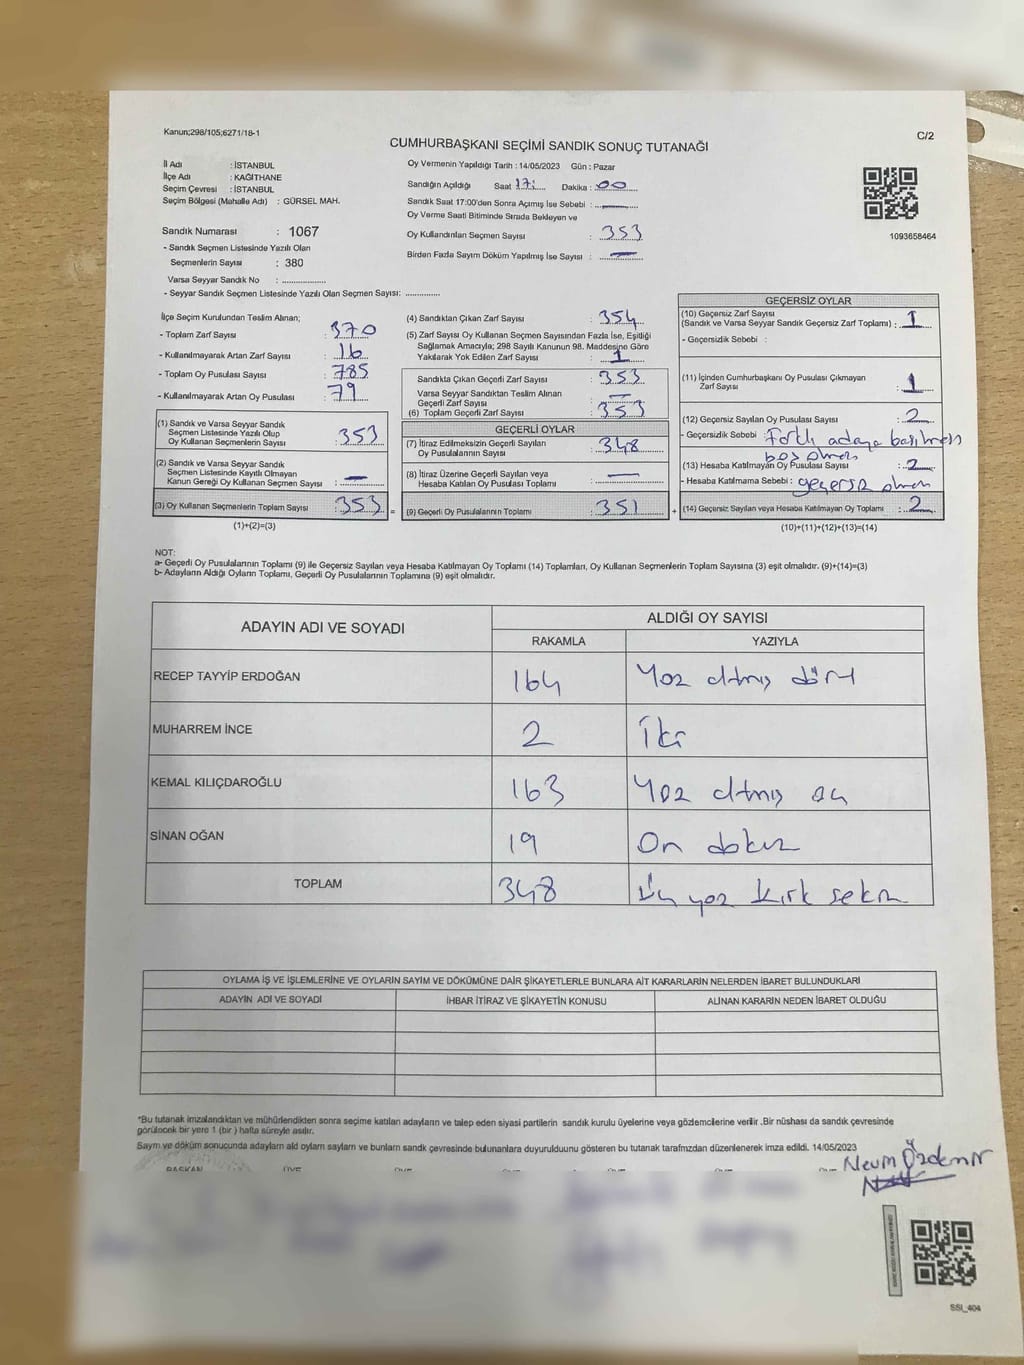 Kanun;298/105;6271/18-1
C/2
CUMHURBAŞKANI SEÇİMİ SANDIK SONUÇ TUTANAĞI
İl Adı : İSTANBUL
İlçe Adı : KAĞITHANE
Seçim Çevresi : İSTANBUL
Seçim Bölgesi (Mahalle Adı) : GÜRSEL MAH.
Sandık Numarası : 1067
- Sandık Seçmen Listesinde Yazılı Olan
Seçmenlerin Sayısı : 380
Varsa Seyyar Sandık No : ..................
- Seyyar Sandık Seçmen Listesinde Yazılı Olan Seçmen Sayısı: ..............
Oy Vermenin Yapıldığı Tarih : 14/05/2023 Gün : Pazar
Sandığın Açıldığı Saat 17: Dakika : 00
Sandık Saat 17:00'den Sonra Açımış İse Sebebi : —
Oy Verme Saati Bitiminde Sırada Bekleyen ve
Oy Kullandırılan Seçmen Sayısı : 353
Birden Fazla Sayım Döküm Yapılmış İse Sayısı : —
1093658464
İlçe Seçim Kurulundan Teslim Alınan;
- Toplam Zarf Sayısı : 370
- Kullanılmayarak Artan Zarf Sayısı : 16
- Toplam Oy Pusulası Sayısı : 785
- Kullanılmayarak Artan Oy Pusulası : 79
(1) Sandık ve Varsa Seyyar Sandık
Seçmen Listesinde Yazılı Olup
Oy Kullanan Seçmenlerin Sayısı : 353
(2) Sandık ve Varsa Seyyar Sandık
Seçmen Listesinde Kayıtlı Olmayan
Kanun Gereği Oy Kullanan Seçmen Sayısı : —
(3) Oy Kullanan Seçmenlerin Toplam Sayısı : 353 =
(1)+(2)=(3)
(4) Sandıktan Çıkan Zarf Sayısı : 354
(5) Zarf Sayısı Oy Kullanan Seçmen Sayısından Fazla İse, Eşitliği
Sağlamak Amacıyla; 298 Sayılı Kanunun 98. Maddesine Göre
Yakılarak Yok Edilen Zarf Sayısı : 1
Sandıkta Çıkan Geçerli Zarf Sayısı : 353
Varsa Seyyar Sandıktan Teslim Alınan
Geçerli Zarf Sayısı : —
(6) Toplam Geçerli Zarf Sayısı : 353
GEÇERLİ OYLAR
(7) İtiraz Edilmeksizin Geçerli Sayılan
Oy Pusulalarının Sayısı : 348
(8) İtiraz Üzerine Geçerli Sayılan veya
Hesaba Katılan Oy Pusulası Toplamı : —
(9) Geçerli Oy Pusulalarının Toplamı : 351 +
GEÇERSİZ OYLAR
(10) Geçersiz Zarf Sayısı
(Sandık ve Varsa Seyyar Sandık Geçersiz Zarf Toplamı) : 1
- Geçersizlik Sebebi :
(11) İçinden Cumhurbaşkanı Oy Pusulası Çıkmayan
Zarf Sayısı : 1
(12) Geçersiz Sayılan Oy Pusulası Sayısı : 2
- Geçersizlik Sebebi : farklı adaya basılması
boş olması
(13) Hesaba Katılmayan Oy Pusulası Sayısı : 2
- Hesaba Katılmama Sebebi : geçersiz olması
(14) Geçersiz Sayılan veya Hesaba Katılmayan Oy Toplamı : 2
(10)+(11)+(12)+(13)=(14)
NOT:
a- Geçerli Oy Pusulalarının Toplamı (9) ile Geçersiz Sayılan veya Hesaba Katılmayan Oy Toplamı (14) Toplamları, Oy Kullanan Seçmenlerin Toplam Sayısına (3) eşit olmalıdır. (9)+(14)=(3)
b- Adayların Aldığı Oyların Toplamı, Geçerli Oy Pusulalarının Toplamına (9) eşit olmalıdır.
ADAYIN ADI VE SOYADI ALDIĞI OY SAYISI
RAKAMLA YAZIYLA
RECEP TAYYİP ERDOĞAN 164 Yüz altmış dört
MUHARREM İNCE 2 İki
KEMAL KILIÇDAROĞLU 163 Yüz altmış üç
SİNAN OĞAN 19 On dokuz
TOPLAM 348 Üç yüz kırk sekiz
OYLAMA İŞ VE İŞLEMLERİNE VE OYLARIN SAYIM VE DÖKÜMÜNE DAİR ŞİKAYETLERLE BUNLARA AİT KARARLARIN NELERDEN İBARET BULUNDUKLARI
ADAYIN ADI VE SOYADI İHBAR İTİRAZ VE ŞİKAYETİN KONUSU ALINAN KARARIN NEDEN İBARET OLDUĞU
*Bu tutanak imzalandıktan ve mühürlendikten sonra seçime katılan adayların ve talep eden siyasi partilerin sandık kurulu üyelerine ve gözlemcilerine verilir .Bir nüshası da sandık çevresinde
görülecek bir yere 1 (bir ) hafta süreyle asılır.
Sayım ve döküm sonucunda adayların ald oyların sayları ve bunların sandk çevresinde bulunanlara duyurulduunu gösteren bu tutanak tarafmzdan düzenlenerek imza edildi. 14/05/2023
BAŞKAN ÜYE
Nevin Özdemir
SSI_404